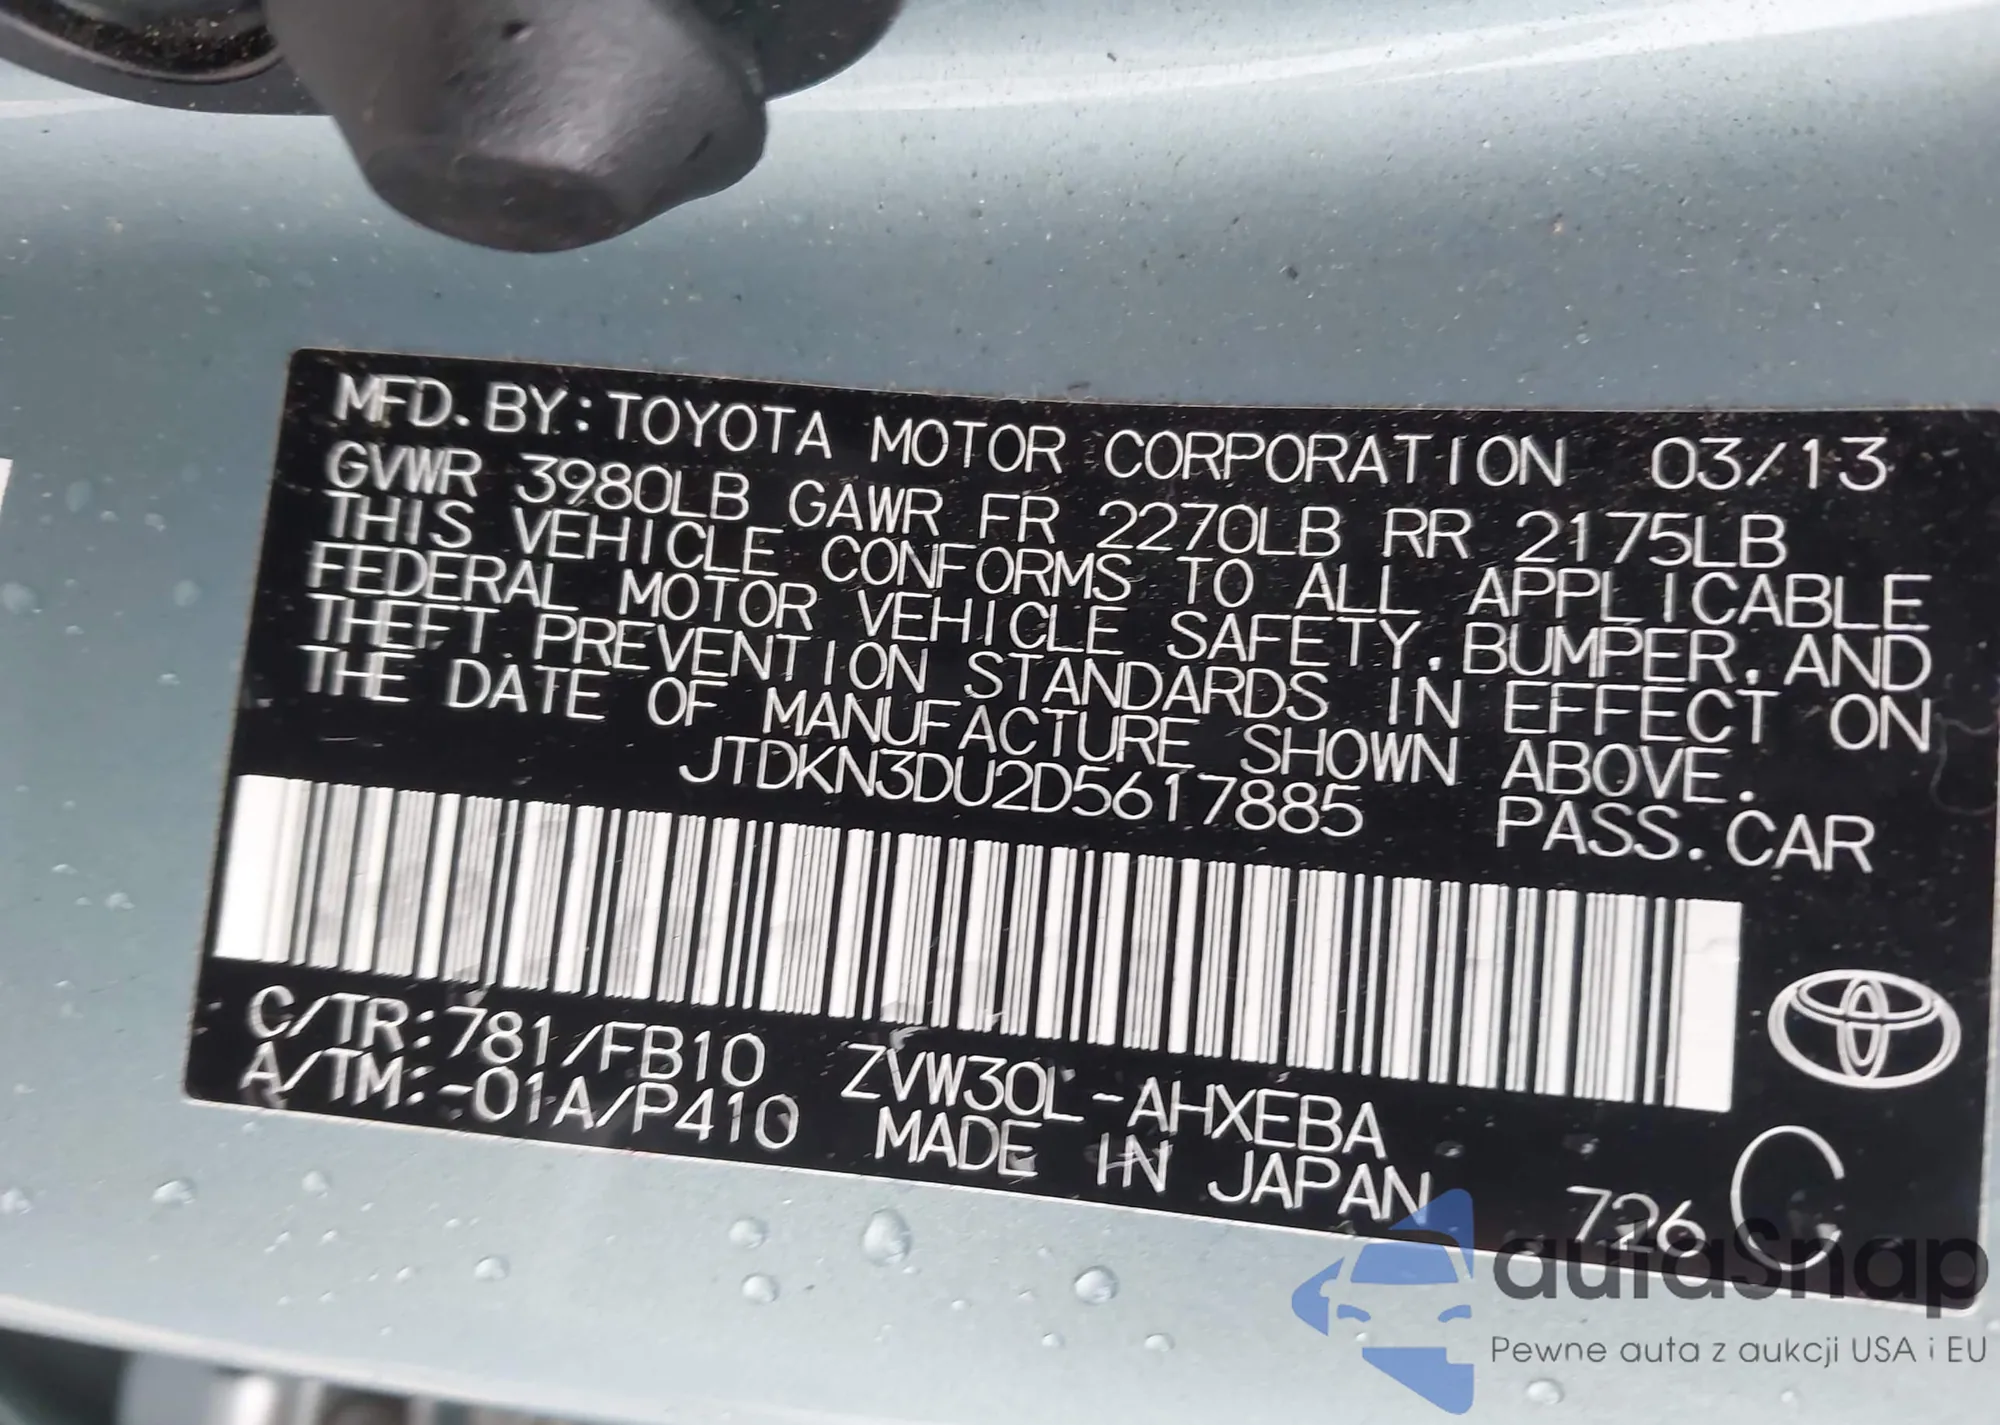 MFD. BY: TOYOTA MOTOR CORPORATION 03/13
GVWR 3980LB GAWR FR 2270LB RR 2175LB
THIS VEHICLE CONFORMS TO ALL APPLICABLE
FEDERAL MOTOR VEHICLE SAFETY, BUMPER, AND
THEFT PREVENTION STANDARDS IN EFFECT ON
THE DATE OF MANUFACTURE SHOWN ABOVE.
JTDKN3DU2D5617885 PASS. CAR
C/TR: 781/FB10 ZVW30L-AHXEBA
A/TM: -01A/P410 MADE IN JAPAN 726 C
autaSnap
Pewne auta z aukcji USA i EU